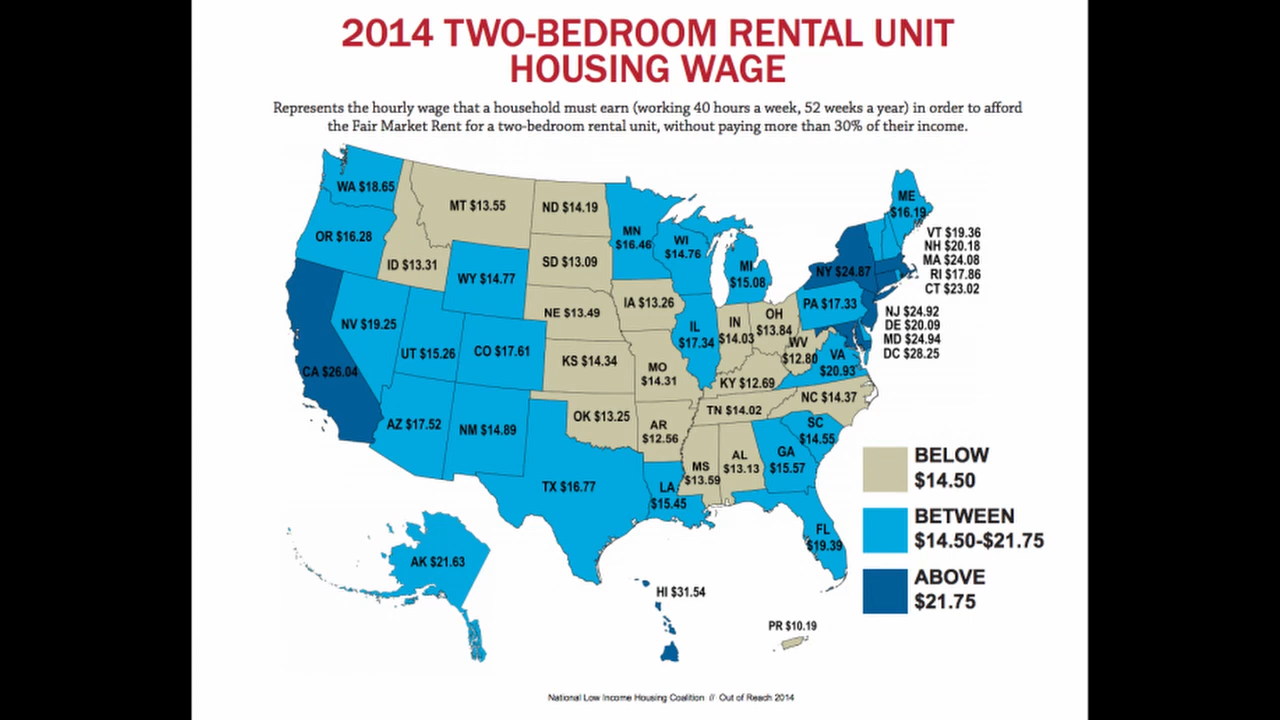 2014 TWO-BEDROOM RENTAL UNIT
HOUSING WAGE
Represents the hourly wage that a household must earn (working 40 hours a week, 52 weeks a year) in order to afford
the Fair Market Rent for a two-bedroom rental unit, without paying more than 30% of their income.
WA $18.65
MT $13.55
ND $14.19
ME
$16.19
OR $16.28
MN
$16.46
WI
$14.76
VT $19.36
NH $20.18
MA $24.08
RI $17.86
CT $23.02
ID $13.31
SD $13.09
MI
$15.08
NY $24.87
WY $14.77
IA $13.26
PA $17.33
NE $13.49
NJ $24.92
DE $20.09
MD $24.94
DC $28.25
NV $19.25
IL
$17.34
IN
$14.03
OH
$13.84
WV
$12.80
VA
$20.93
UT $15.26
CO $17.61
KS $14.34
MO
$14.31
KY $12.69
CA $26.04
NC $14.37
AZ $17.52
NM $14.89
OK $13.25
AR
$12.56
TN $14.02
SC
$14.55
MS
$13.59
AL
$13.13
GA
$15.57
TX $16.77
LA
$15.45
FL
$19.39
AK $21.63
HI $31.54
PR $10.19
BELOW
$14.50
BETWEEN
$14.50-$21.75
ABOVE
$21.75
National Low Income Housing Coalition // Out of Reach 2014